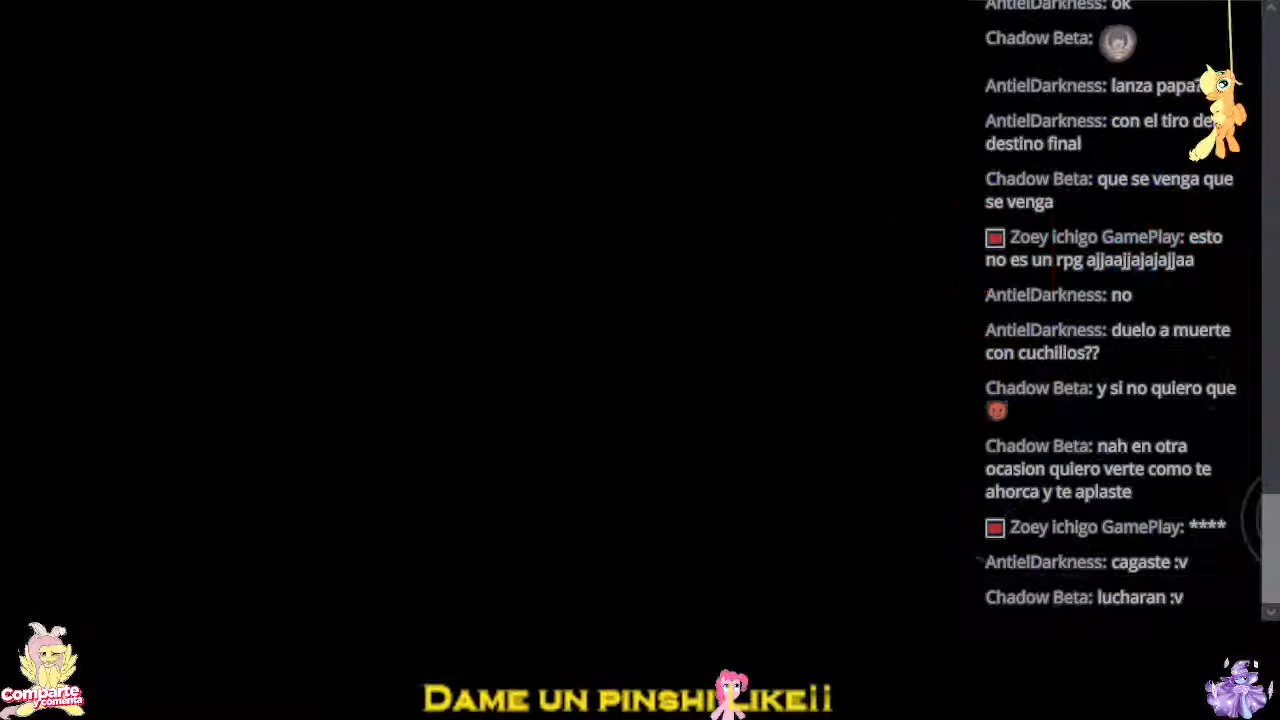 AntielDarkness: ok
Chadow Beta:
AntielDarkness: lanza papa?
AntielDarkness: con el tiro de
destino final
Chadow Beta: que se venga que
se venga
Zoey ichigo GamePlay: esto
no es un rpg ajjaajjajajajjaa
AntielDarkness: no
AntielDarkness: duelo a muerte
con cuchillos??
Chadow Beta: y si no quiero que
Chadow Beta: nah en otra
ocasion quiero verte como te
ahorca y te aplaste
Zoey ichigo GamePlay: ****
AntielDarkness: cagaste :v
Chadow Beta: lucharan :v
Comparte
y comenta
DAME UN PINSHI LIKE¡¡